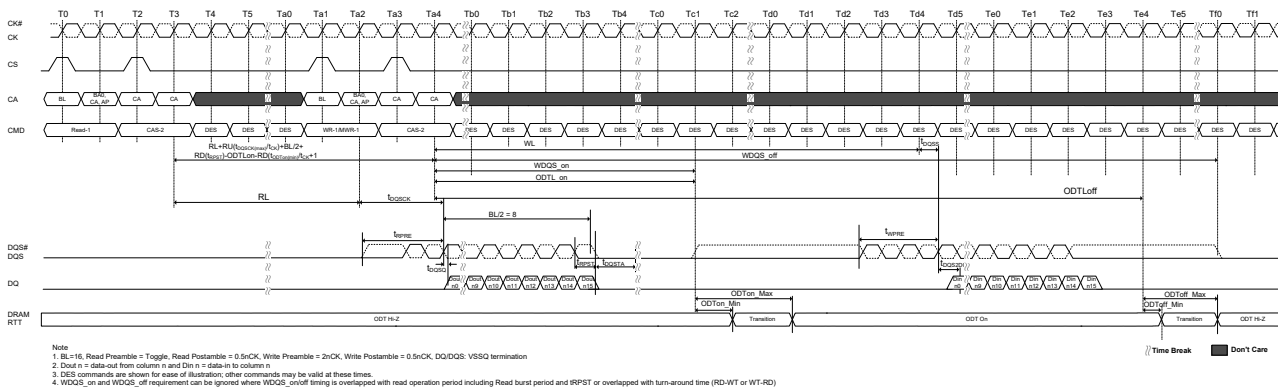 T0 T1 T2 T3 T4 T5 Ta0 Ta1 Ta2 Ta3 Ta4 Tb0 Tb1 Tb2 Tb3 Tb4 Tc0 Tc1 Tc2 Td0 Td1 Td2 Td3 Td4 Td5 Te0 Te1 Te2 Te3 Te4 Te5 Tf0 Tf1
CK#
CK
CS
CA BL BA0, CA, AP CA CA BL BA0, CA, AP CA CA
CMD Read-1 CAS-2 DES DES DES WR-1/MWR-1 CAS-2 DES DES DES DES DES DES DES DES DES DES DES DES DES DES DES DES DES DES DES DES DES DES
RL+RU(tDQSCK(max)/tCK)+BL/2+
RD(tRPST)-ODTLon-RD(tODTon(min)/tCK+1
WL tDQSS
WDQS_off
WDQS_on
ODTL_on
ODTLoff
RL tDQSCK
BL/2 = 8
tRPRE tWPRE
DQS#
DQS
tDQSQ tRPST tDQSTA tDQS2DI
DQ Dout n0 Dout n9 Dout n10 Dout n11 Dout n12 Dout n13 Dout n14 Dout n15 Din n0 Din n9 Din n10 Din n11 Din n12 Din n13 Din n14 Din n15
ODTon_Max ODToff_Max
ODTon_Min ODToff_Min
DRAM
RTT
ODT Hi-Z Transition ODT On Transition ODT Hi-Z
Note
1. BL=16, Read Preamble = Toggle, Read Postamble = 0.5nCK, Write Preamble = 2nCK, Write Postamble = 0.5nCK, DQ/DQS: VSSQ termination
2. Dout n = data-out from column n and Din n = data-in to column n
3. DES commands are shown for ease of illustration; other commands may be valid at these times.
4. WDQS_on and WDQS_off requirement can be ignored where WDQS_on/off timing is overlapped with read operation period including Read burst period and tRPST or overlapped with turn-around time (RD-WT or WT-RD)
Time Break Don't Care